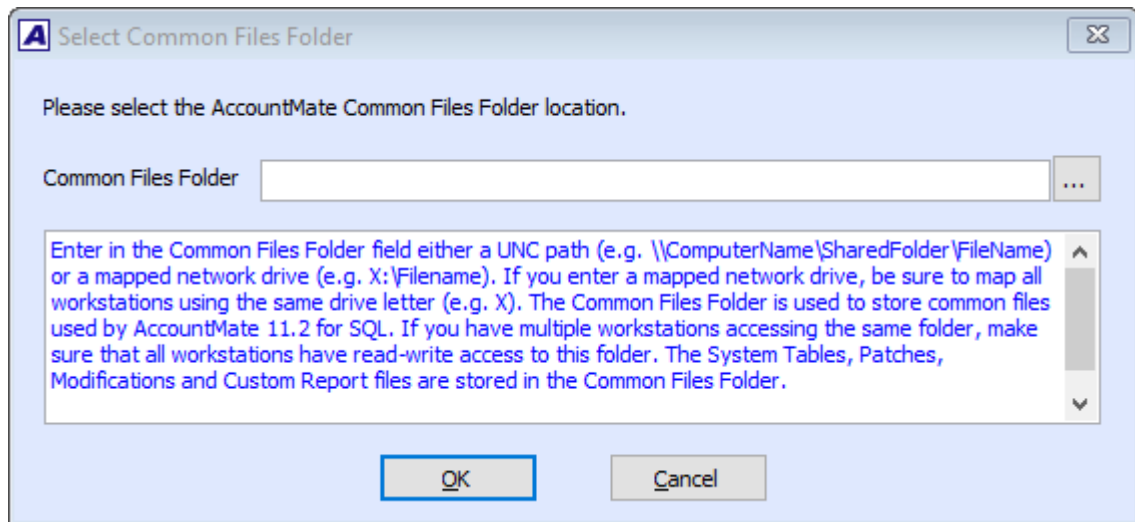 A Select Common Files Folder
Please select the AccountMate Common Files Folder location.
Common Files Folder
...
Enter in the Common Files Folder field either a UNC path (e.g. \\ComputerName\SharedFolder\FileName)
or a mapped network drive (e.g. X:\Filename). If you enter a mapped network drive, be sure to map all
workstations using the same drive letter (e.g. X). The Common Files Folder is used to store common files
used by AccountMate 11.2 for SQL. If you have multiple workstations accessing the same folder, make
sure that all workstations have read-write access to this folder. The System Tables, Patches,
Modifications and Custom Report files are stored in the Common Files Folder.
OK Cancel